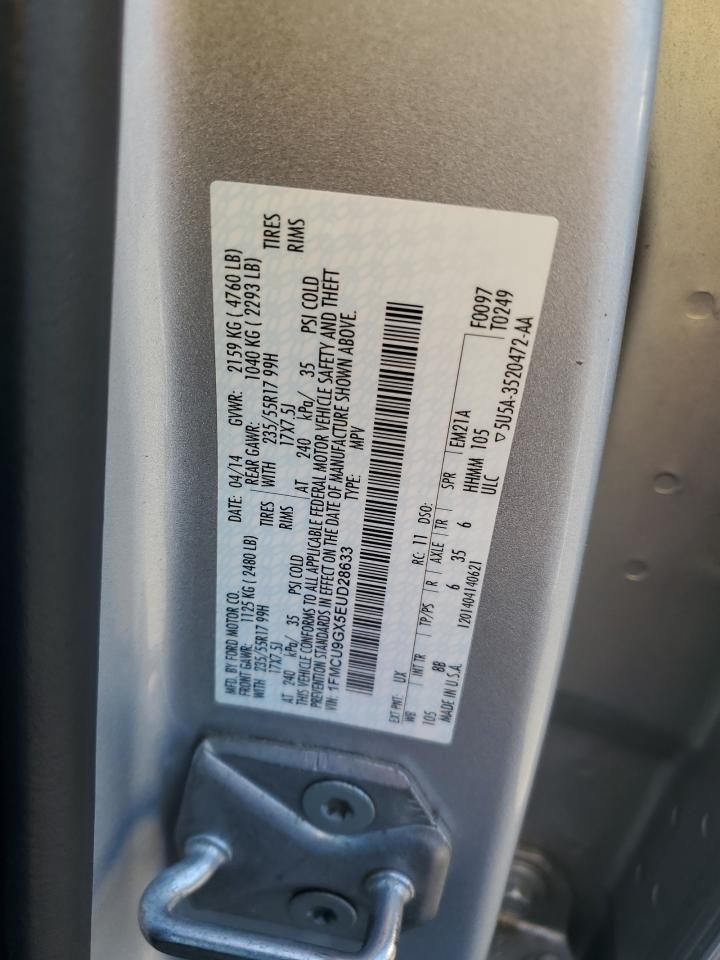 MFD. BY FORD MOTOR CO. DATE: 04/14 GVWR: 2159 KG ( 4760 LB)
FRONT GAWR: 1125 KG ( 2480 LB) REAR GAWR: 1040 KG ( 2293 LB)
WITH 235/55R17 99H TIRES WITH 235/55R17 99H TIRES
17X7.5J RIMS 17X7.5J RIMS
AT 240 kPa/ 35 PSI COLD AT 240 kPa/ 35 PSI COLD
THIS VEHICLE CONFORMS TO ALL APPLICABLE FEDERAL MOTOR VEHICLE SAFETY AND THEFT
PREVENTION STANDARDS IN EFFECT ON THE DATE OF MANUFACTURE SHOWN ABOVE.
VIN: 1FMCU9GX5EUD28633 TYPE: MPV
EXT PNT: UX RC: 11 DSO: F0097
WB INT TR TP/PS R AXLE TR SPR EM21A T0249
105 8B 6 35 6 HHMM 105
MADE IN U.S.A. 1201404140621 ULC ▽5U5A-3520472-AA